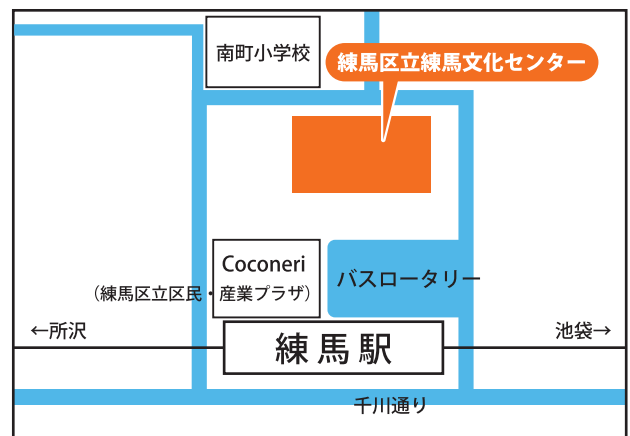 南町小学校
練馬区立練馬文化センター
Coconeri
（練馬区立区民・産業プラザ）
バスロータリー
←所沢
池袋→
練馬駅
千川通り